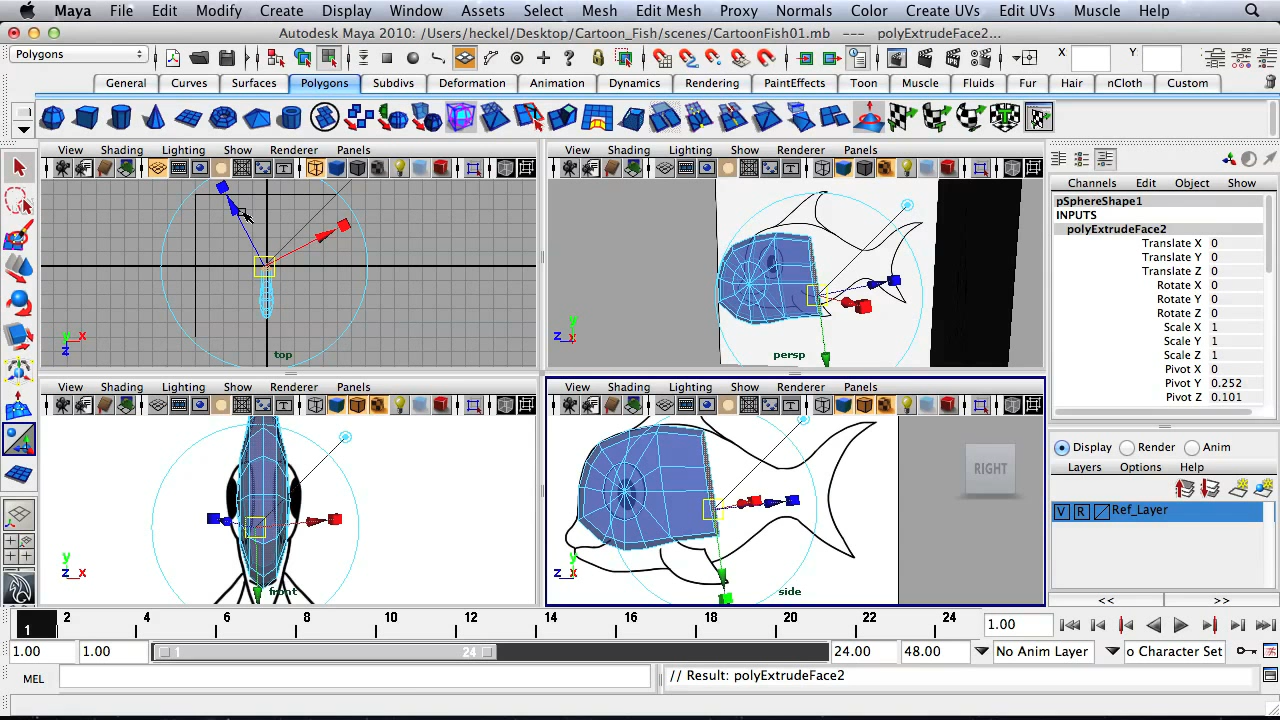 Maya File Edit Modify Create Display Window Assets Select Mesh Edit Mesh Proxy Normals Color Create UVs Edit UVs Muscle Help
Autodesk Maya 2010: /Users/heckel/Desktop/Cartoon_Fish/scenes/CartoonFish01.mb --- polyExtrudeFace2...
Polygons X Y
General Curves Surfaces Polygons Subdivs Deformation Animation Dynamics Rendering PaintEffects Toon Muscle Fluids Fur Hair nCloth Custom
View Shading Lighting Show Renderer Panels
View Shading Lighting Show Renderer Panels
Channels Edit Object Show
pSphereShape1
INPUTS
polyExtrudeFace2
Translate X 0
Translate Y 0
Translate Z 0
Rotate X 0
Rotate Y 0
Rotate Z 0
Scale X 1
Scale Y 1
Scale Z 1
Pivot X 0
Pivot Y 0.252
Pivot Z 0.101
y x
z
top
y
z x
persp
View Shading Lighting Show Renderer Panels
View Shading Lighting Show Renderer Panels
RIGHT
y
z x
front
y
z x
side
Display Render Anim
Layers Options Help
V R Ref_Layer
<< >>
1 2 4 6 8 10 12 14 16 18 20 22 24 1.00
1.00 1.00 1 24 24.00 48.00 No Anim Layer o Character Set
MEL // Result: polyExtrudeFace2